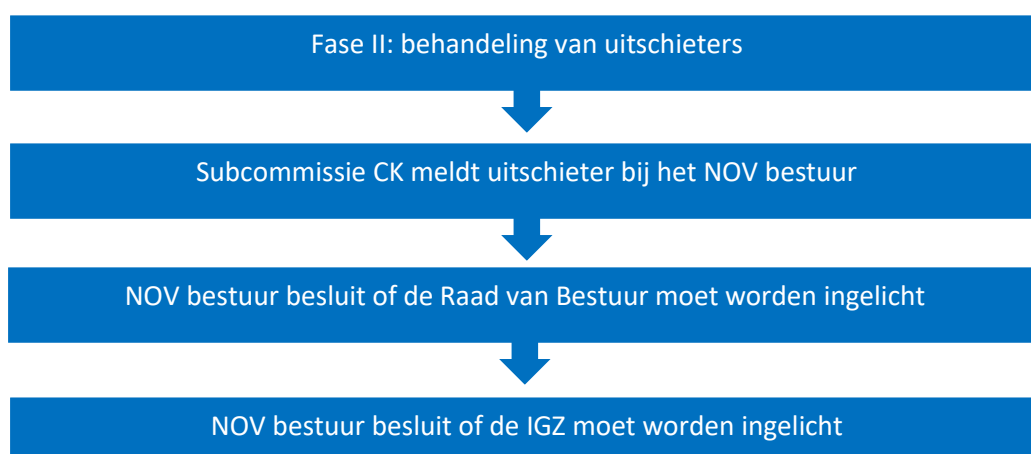 Fase II: behandeling van uitschieters
Subcommissie CK meldt uitschieter bij het NOV bestuur
NOV bestuur besluit of de Raad van Bestuur moet worden ingelicht
NOV bestuur besluit of de IGZ moet worden ingelicht